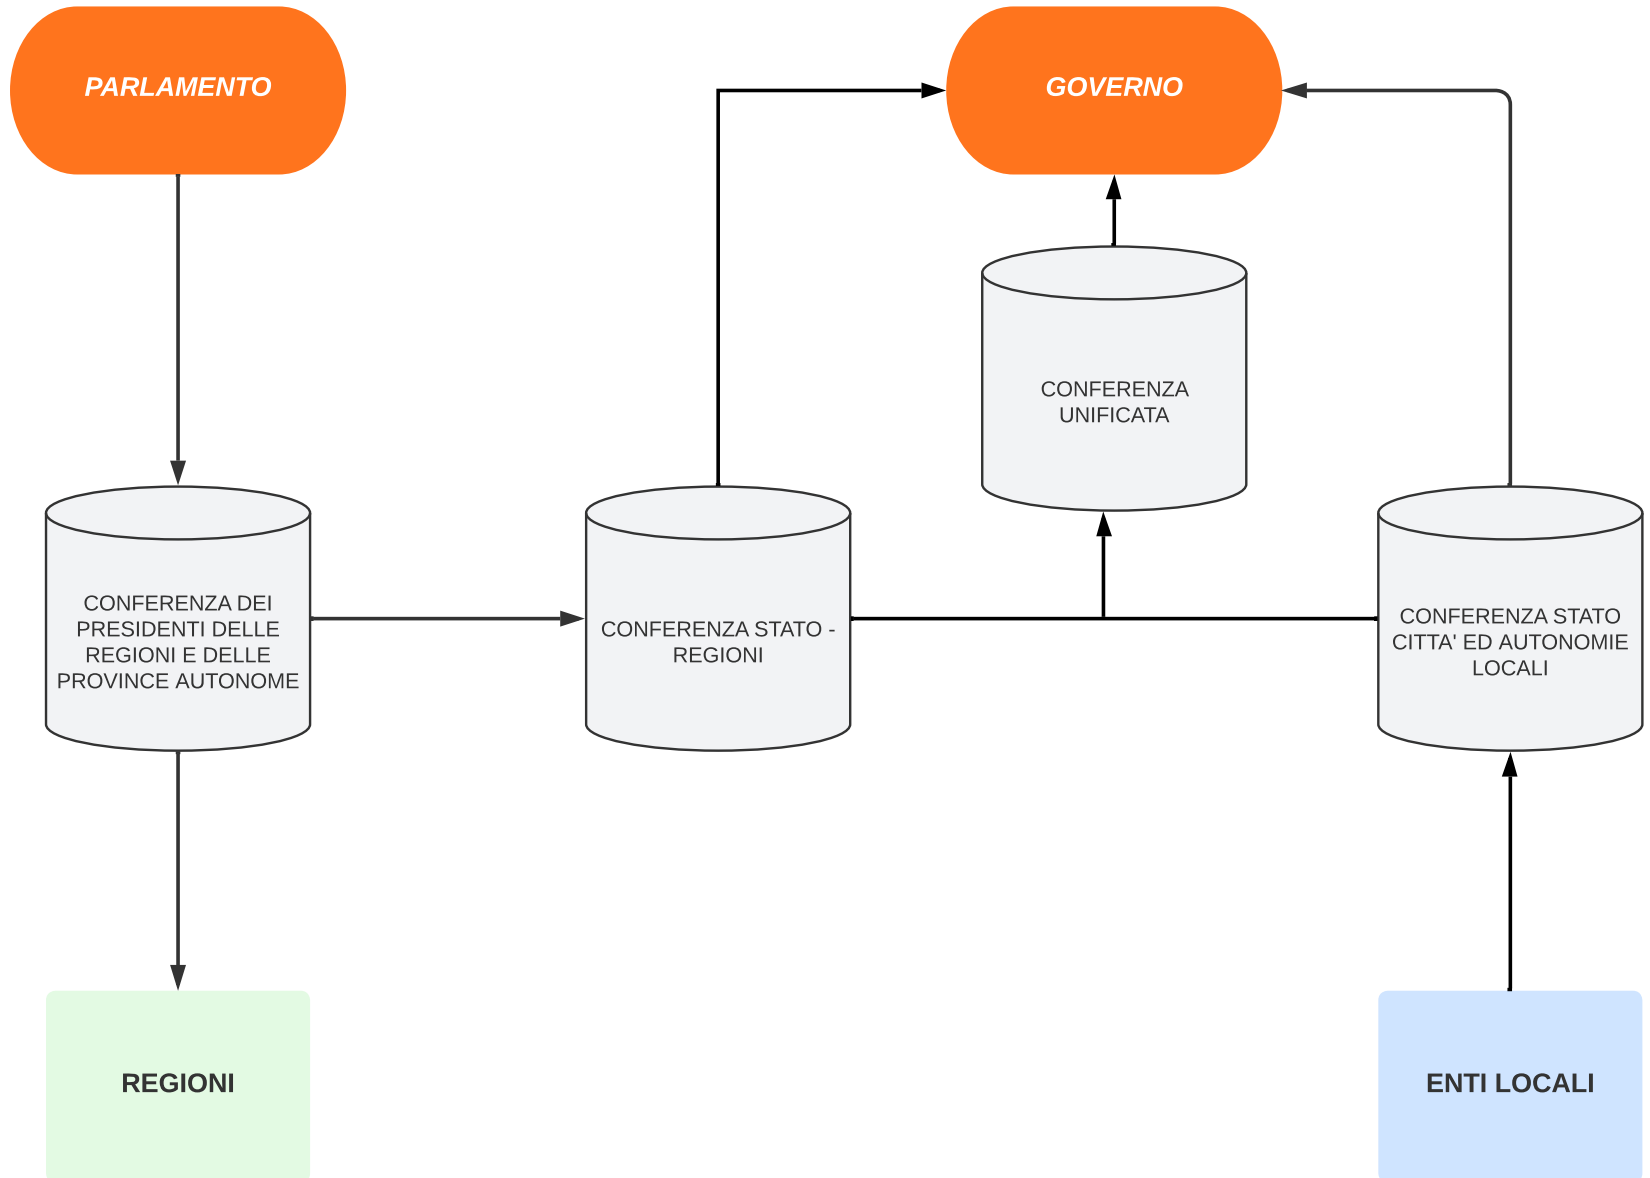 PARLAMENTO
GOVERNO
CONFERENZA
UNIFICATA
CONFERENZA DEI
PRESIDENTI DELLE
REGIONI E DELLE
PROVINCE AUTONOME
CONFERENZA STATO -
REGIONI
CONFERENZA STATO
CITTA' ED AUTONOMIE
LOCALI
REGIONI
ENTI LOCALI